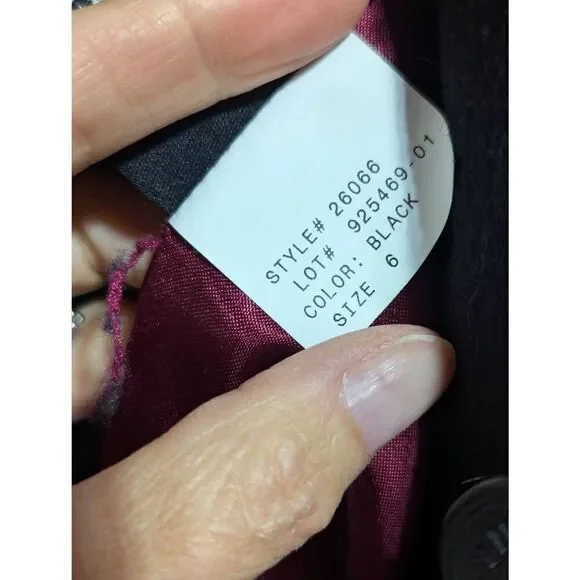 STYLE# 26066
LOT# 925469-01
COLOR: BLACK
SIZE 6